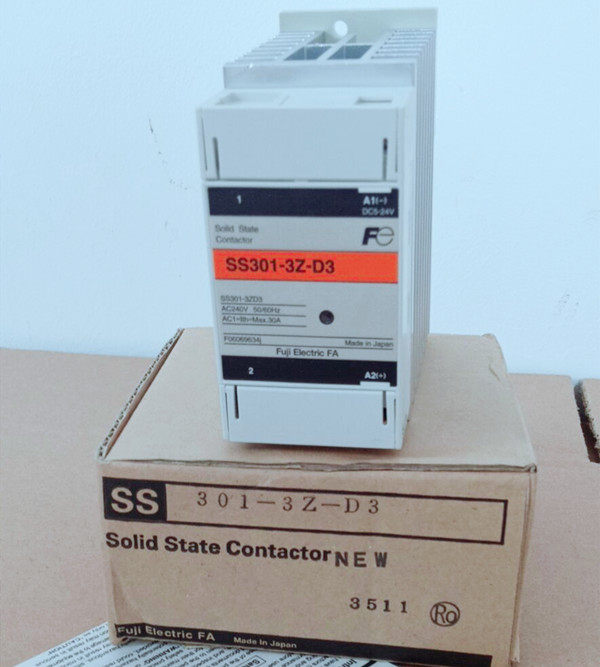 1 A1(-)
DC5-24V
Solid State
Contactor
Fe
SS301-3Z-D3
SS301-3ZD3
AC240V 50/60Hz
AC1=Ith=Max.30A
F06069634 Made in Japan
Fuji Electric FA
2 A2(+)
SS 301-3Z-D3
Solid State Contactor NEW
3511 Ro
Fuji Electric FA Made in Japan